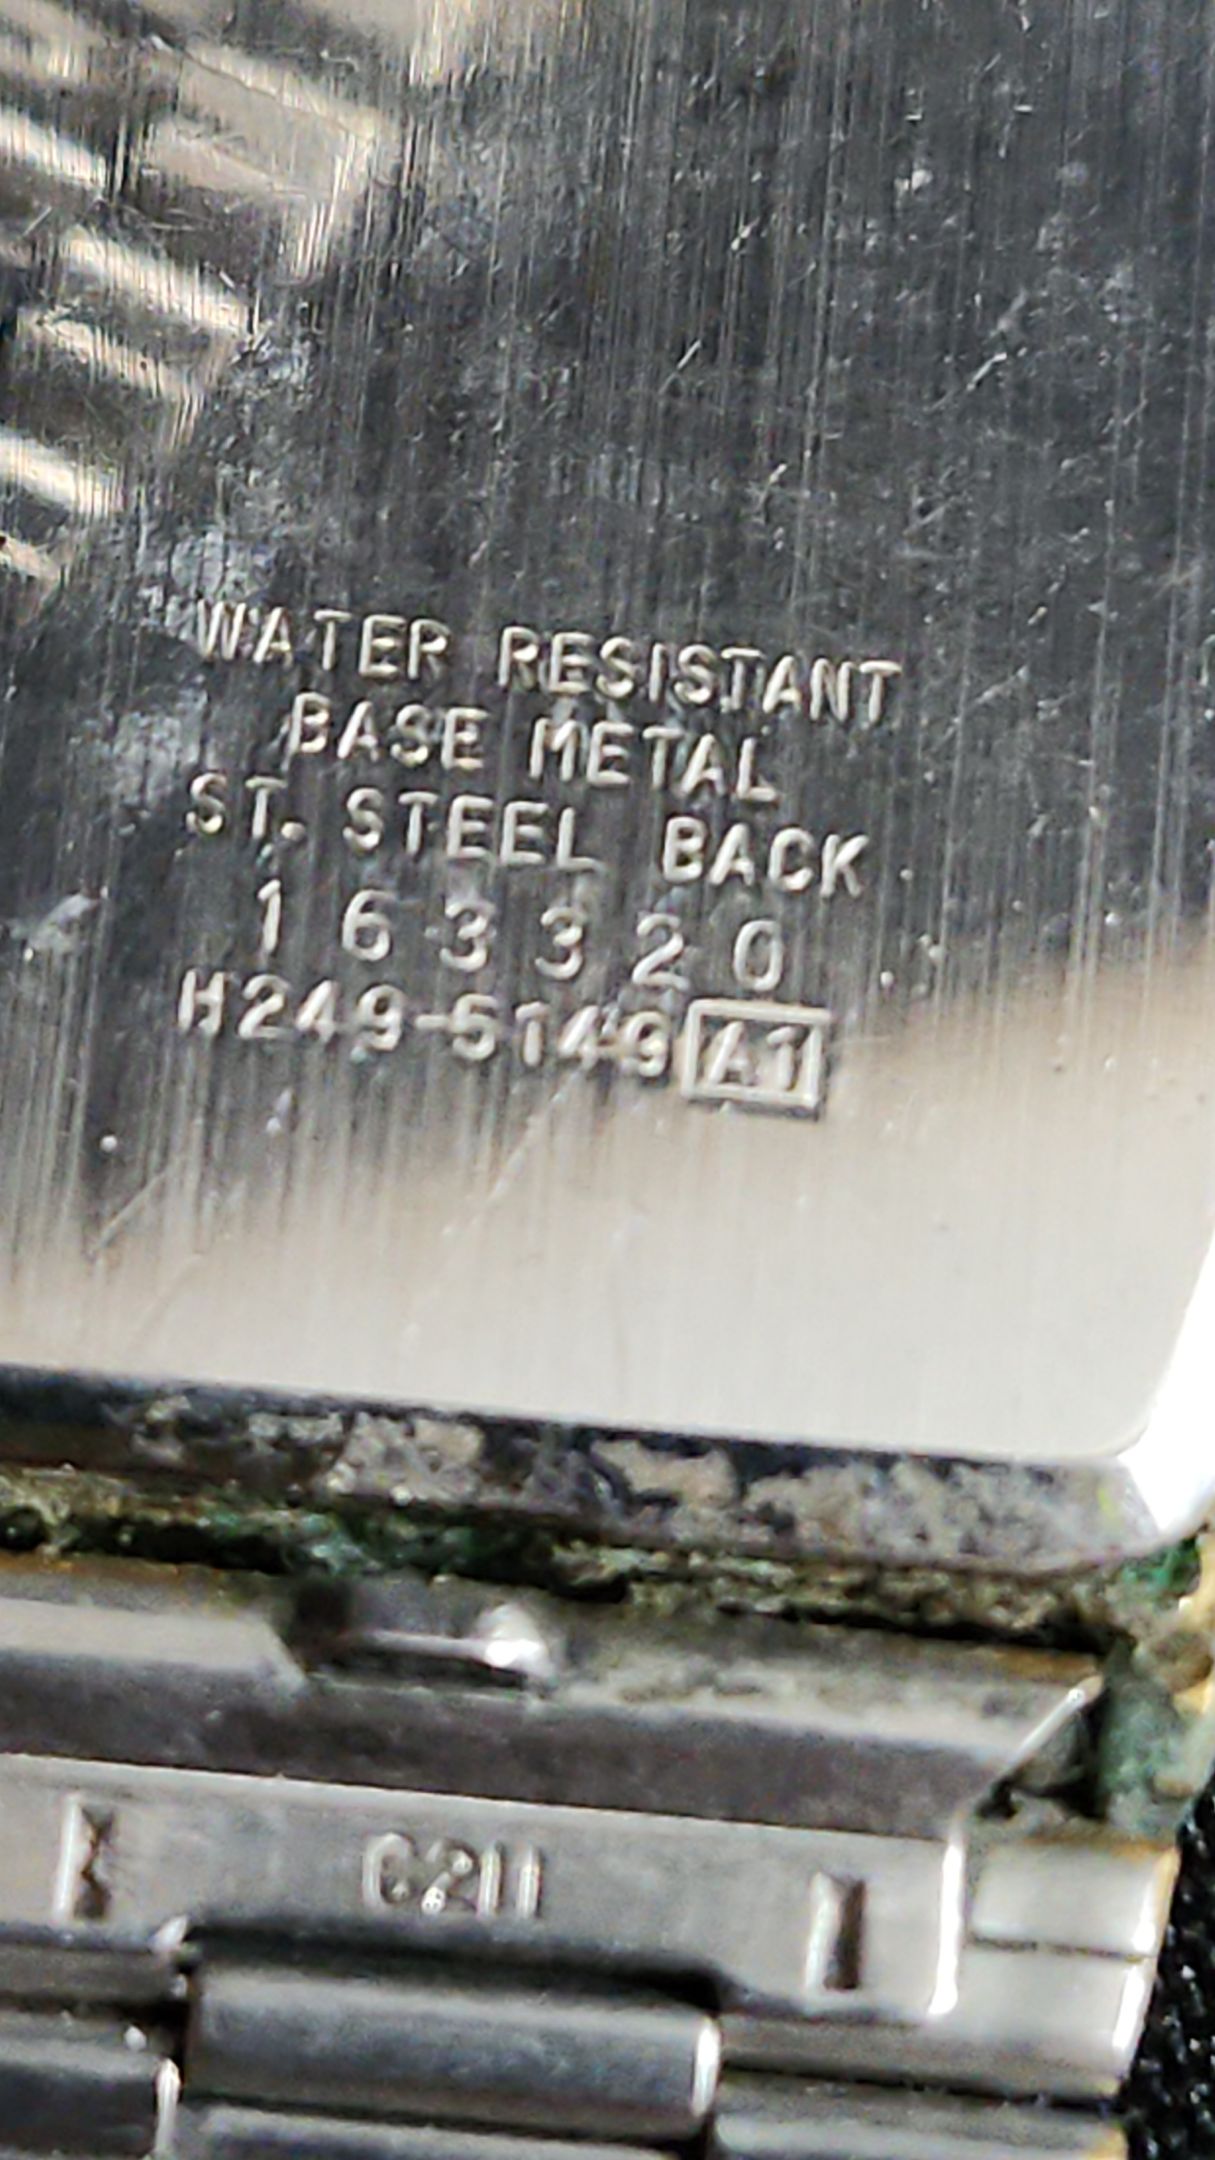 WATER RESISTANT
BASE METAL
ST. STEEL BACK
163320
H249-5149 A1
C211